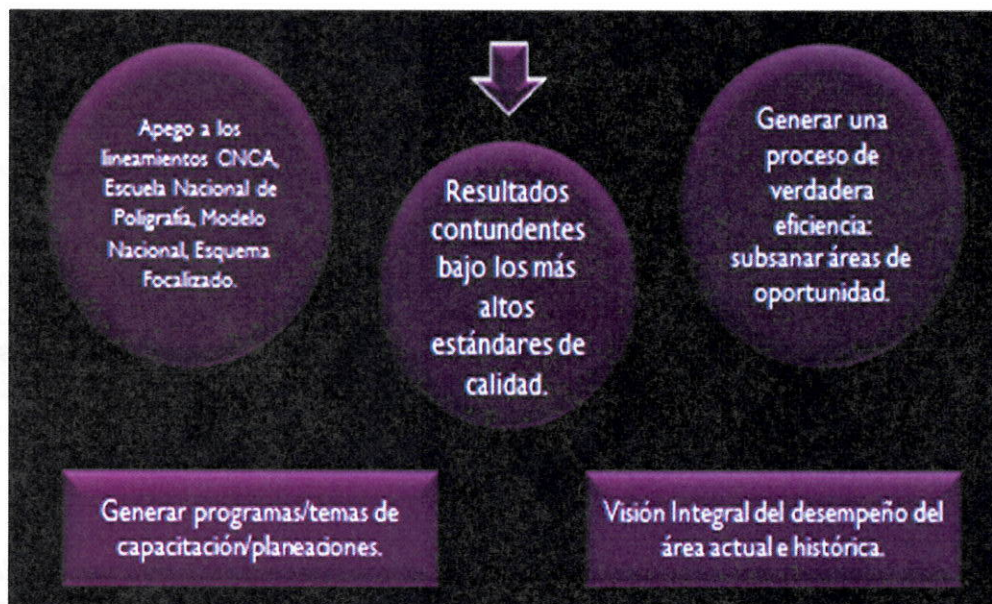 Apego a los
lineamientos CNCA,
Escuela Nacional de
Poligrafía, Modelo
Nacional, Esquema
Focalizado.
Resultados
contundentes
bajo los más
altos
estándares de
calidad.
Generar una
proceso de
verdadera
eficiencia:
subsanar áreas de
oportunidad.
Generar programas/temas de
capacitación/planeaciones.
Visión Integral del desempeño del
área actual e histórica.